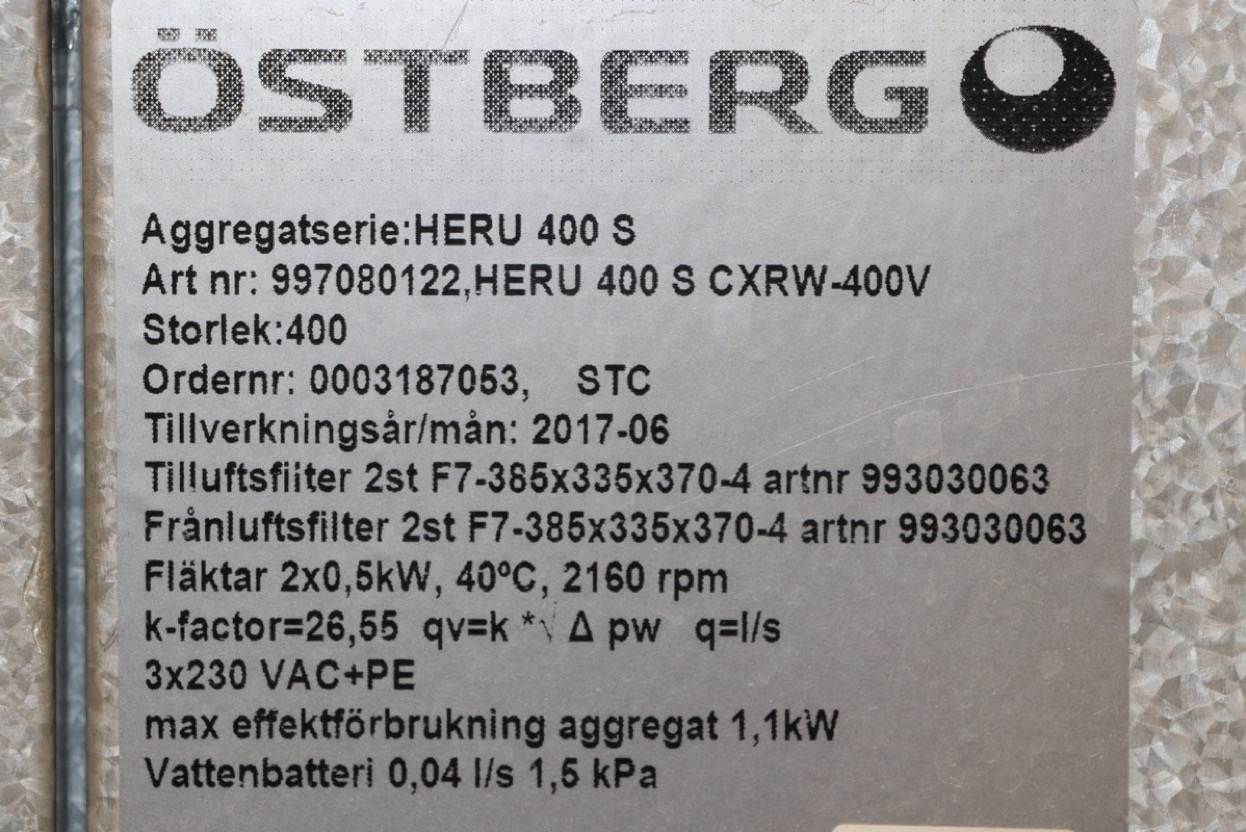 ÖSTBERG
Aggregatserie:HERU 400 S
Art nr: 997080122,HERU 400 S CXRW-400V
Storlek:400
Ordernr: 0003187053, STC
Tillverkningsår/mån: 2017-06
Tilluftsfilter 2st F7-385x335x370-4 artnr 993030063
Frånluftsfilter 2st F7-385x335x370-4 artnr 993030063
Fläktar 2x0,5kW, 40ºC, 2160 rpm
k-factor=26,55 qv=k *√ Δ pw q=l/s
3x230 VAC+PE
max effektförbrukning aggregat 1,1kW
Vattenbatteri 0,04 l/s 1,5 kPa